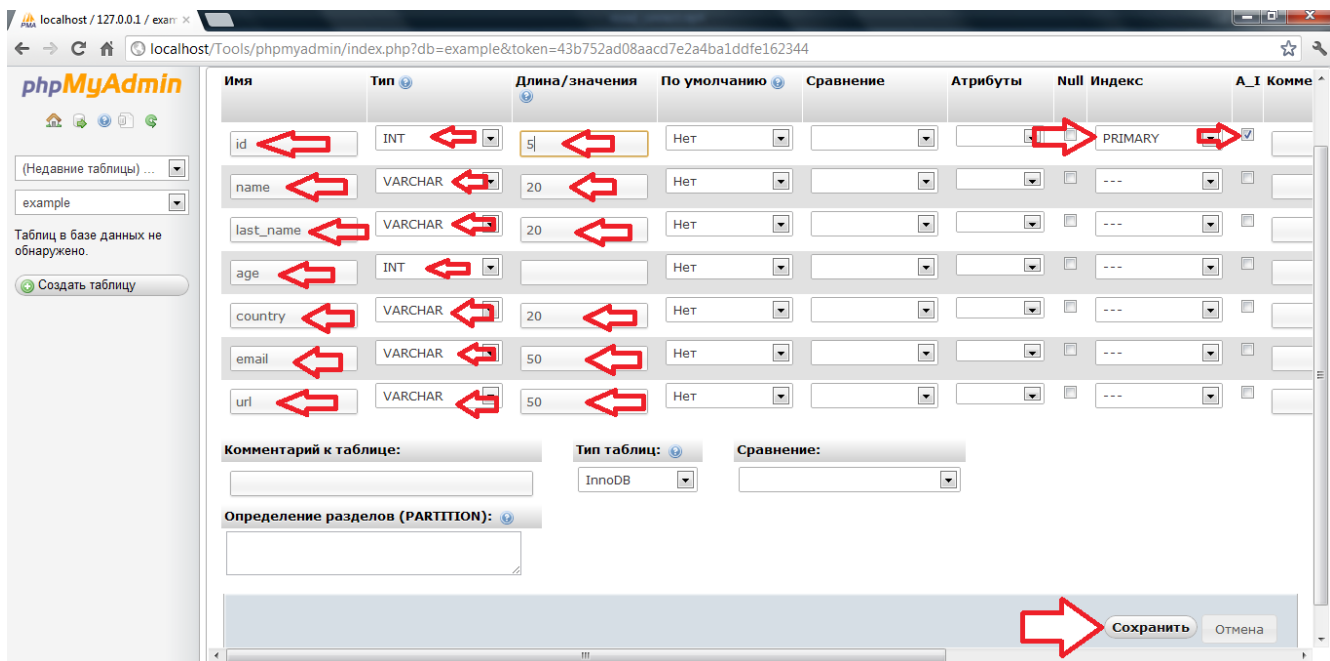 localhost / 127.0.0.1 / exam
localhost/Tools/phpmyadmin/index.php?db=example&token=43b752ad08aacd7e2a4ba1ddfe162344
phpMyAdmin
(Недавние таблицы) ...
example
Таблиц в базе данных не
обнаружено.
Создать таблицу
Имя Тип Длина/значения По умолчанию Сравнение Атрибуты Null Индекс A_I Комме
id INT 5 Нет PRIMARY
name VARCHAR 20 Нет ---
last_name VARCHAR 20 Нет ---
age INT Нет ---
country VARCHAR 20 Нет ---
email VARCHAR 50 Нет ---
url VARCHAR 50 Нет ---
Комментарий к таблице: Тип таблиц: Сравнение:
InnoDB
Определение разделов (PARTITION):
Сохранить Отмена